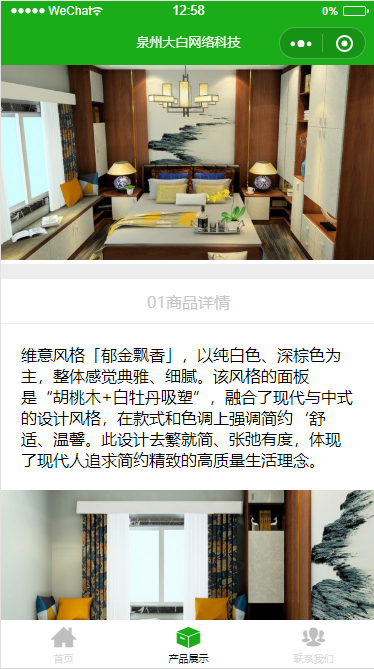 WeChat 12:58 0%
泉州大白网络科技
01商品详情
维意风格「郁金飘香」，以纯白色、深棕色为
主，整体感觉典雅、细腻。该风格的面板
是“胡桃木+白牡丹吸塑”，融合了现代与中式
的设计风格，在款式和色调上强调简约‘舒
适、温馨。此设计去繁就简、张弛有度，体现
了现代人追求简约精致的高质量生活理念。
首页 产品展示 联系我们